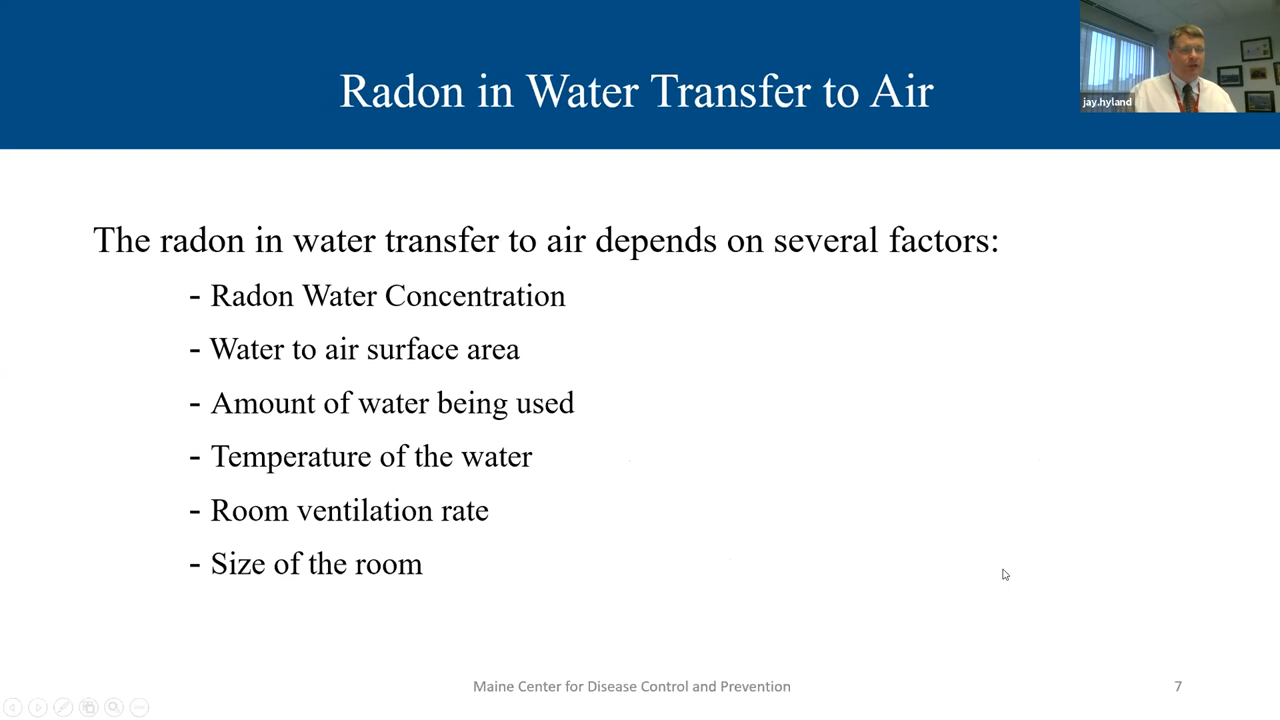 Radon in Water Transfer to Air
jay.hyland
The radon in water transfer to air depends on several factors:
- Radon Water Concentration
- Water to air surface area
- Amount of water being used
- Temperature of the water
- Room ventilation rate
- Size of the room
Maine Center for Disease Control and Prevention
7